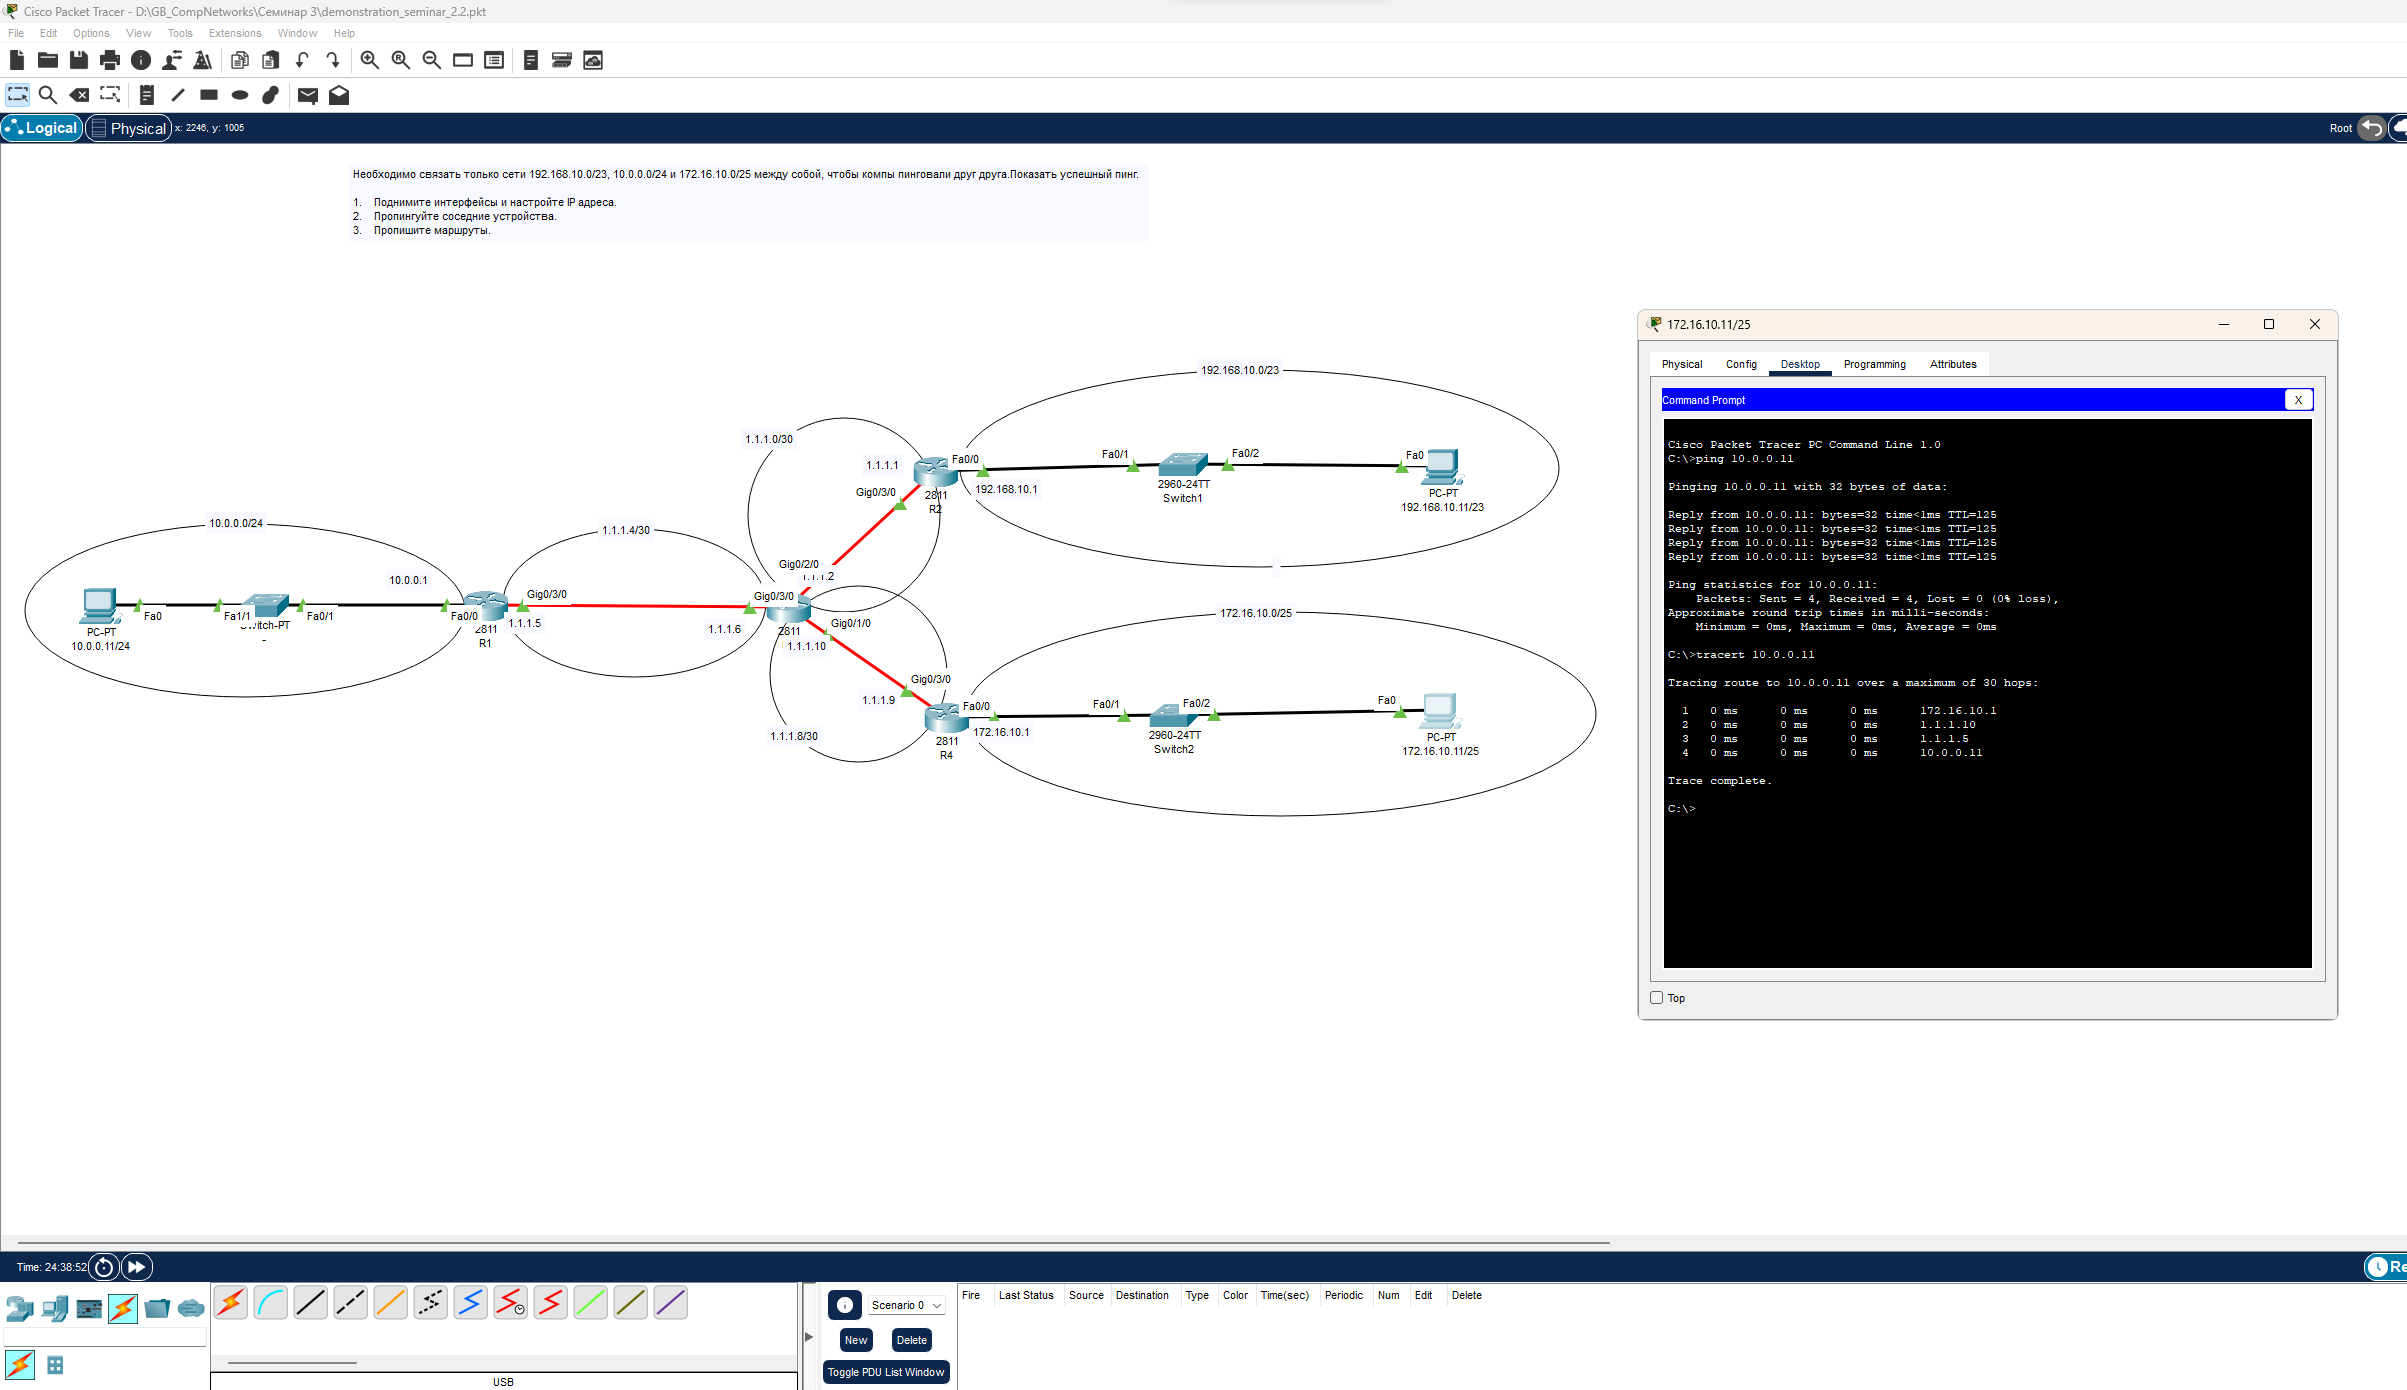 Cisco Packet Tracer - D:\GB_CompNetworks\Семинар 3\demonstration_seminar_2.2.pkt
File Edit Options View Tools Extensions Window Help
Logical Physical x: 2246, y: 1005 Root
Необходимо связать только сети 192.168.10.0/23, 10.0.0.0/24 и 172.16.10.0/25 между собой, чтобы компы пинговали друг друга.Показать успешный пинг.
1. Поднимите интерфейсы и настройте IP адреса.
2. Пропингуйте соседние устройства.
3. Пропишите маршруты.
192.168.10.0/23
1.1.1.0/30
1.1.1.1
Fa0/0
Fa0/1
Fa0/2
Fa0
Gig0/3/0
2811
R2
192.168.10.1
2960-24TT
Switch1
PC-PT
192.168.10.11/23
10.0.0.0/24
1.1.1.4/30
Gig0/2/0
1.1.1.2
10.0.0.1
Gig0/3/0
Gig0/3/0
Fa0
Fa1/1
Fa0/1
Fa0/0
PC-PT
10.0.0.11/24
Switch-PT
2811
R1
1.1.1.5
1.1.1.6
2811
Gig0/1/0
1.1.1.10
172.16.10.0/25
Gig0/3/0
1.1.1.9
Fa0/0
Fa0/1
Fa0/2
Fa0
1.1.1.8/30
2811
R4
172.16.10.1
2960-24TT
Switch2
PC-PT
172.16.10.11/25
172.16.10.11/25
Physical Config Desktop Programming Attributes
Command Prompt X
Cisco Packet Tracer PC Command Line 1.0
C:\>ping 10.0.0.11
Pinging 10.0.0.11 with 32 bytes of data:
Reply from 10.0.0.11: bytes=32 time<1ms TTL=125
Reply from 10.0.0.11: bytes=32 time<1ms TTL=125
Reply from 10.0.0.11: bytes=32 time<1ms TTL=125
Reply from 10.0.0.11: bytes=32 time<1ms TTL=125
Ping statistics for 10.0.0.11:
Packets: Sent = 4, Received = 4, Lost = 0 (0% loss),
Approximate round trip times in milli-seconds:
Minimum = 0ms, Maximum = 0ms, Average = 0ms
C:\>tracert 10.0.0.11
Tracing route to 10.0.0.11 over a maximum of 30 hops:
1 0 ms 0 ms 0 ms 172.16.10.1
2 0 ms 0 ms 0 ms 1.1.1.10
3 0 ms 0 ms 0 ms 1.1.1.5
4 0 ms 0 ms 0 ms 10.0.0.11
Trace complete.
C:\>
Top
Time: 24:38:52
Re
Scenario 0
New Delete
Toggle PDU List Window
Fire Last Status Source Destination Type Color Time(sec) Periodic Num Edit Delete
USB